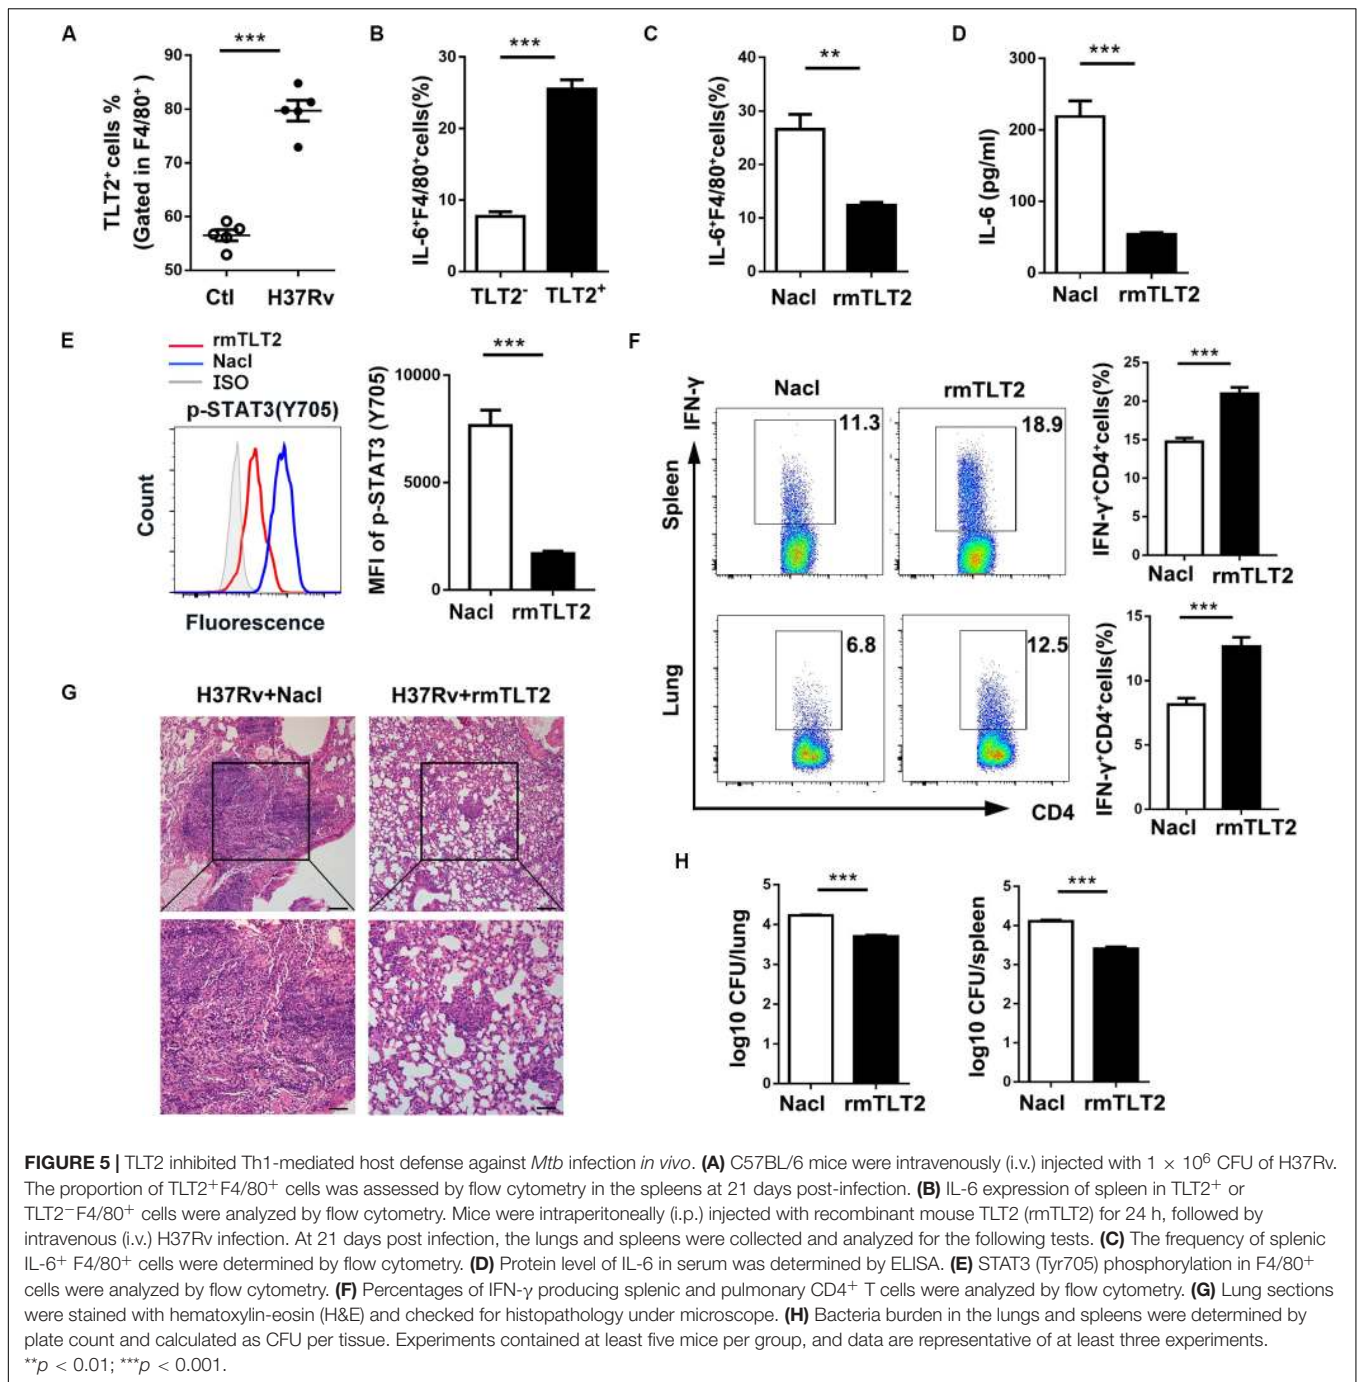 A
***
90
80
70
60
50
TLT2⁺ cells %
(Gated in F4/80⁺ )
Ctl H37Rv
B
***
30
20
10
0
IL-6⁺F4/80⁺cells(%)
TLT2⁻ TLT2⁺
C
**
40
30
20
10
0
IL-6⁺F4/80⁺cells(%)
Nacl rmTLT2
D
***
300
200
100
0
IL-6 (pg/ml)
Nacl rmTLT2
E
rmTLT2
Nacl
ISO
p-STAT3(Y705)
Count
Fluorescence
***
10000
5000
0
MFI of p-STAT3 (Y705)
Nacl rmTLT2
F
IFN-γ
Nacl rmTLT2
Spleen
11.3
18.9
Lung
6.8
12.5
CD4
***
25
20
15
10
5
0
IFN-γ⁺CD4⁺cells(%)
Nacl rmTLT2
***
15
10
5
0
IFN-γ⁺CD4⁺cells(%)
Nacl rmTLT2
G
H37Rv+Nacl H37Rv+rmTLT2
H
***
5
4
3
2
1
0
log10 CFU/lung
Nacl rmTLT2
***
5
4
3
2
1
0
log10 CFU/spleen
Nacl rmTLT2
FIGURE 5 | TLT2 inhibited Th1-mediated host defense against Mtb infection in vivo. (A) C57BL/6 mice were intravenously (i.v.) injected with 1 × 10⁶ CFU of H37Rv.
The proportion of TLT2⁺F4/80⁺ cells was assessed by flow cytometry in the spleens at 21 days post-infection. (B) IL-6 expression of spleen in TLT2⁺ or
TLT2⁻F4/80⁺ cells were analyzed by flow cytometry. Mice were intraperitoneally (i.p.) injected with recombinant mouse TLT2 (rmTLT2) for 24 h, followed by
intravenous (i.v.) H37Rv infection. At 21 days post infection, the lungs and spleens were collected and analyzed for the following tests. (C) The frequency of splenic
IL-6⁺ F4/80⁺ cells were determined by flow cytometry. (D) Protein level of IL-6 in serum was determined by ELISA. (E) STAT3 (Tyr705) phosphorylation in F4/80⁺
cells were analyzed by flow cytometry. (F) Percentages of IFN-γ producing splenic and pulmonary CD4⁺ T cells were analyzed by flow cytometry. (G) Lung sections
were stained with hematoxylin-eosin (H&E) and checked for histopathology under microscope. (H) Bacteria burden in the lungs and spleens were determined by
plate count and calculated as CFU per tissue. Experiments contained at least five mice per group, and data are representative of at least three experiments.
**p < 0.01; ***p < 0.001.